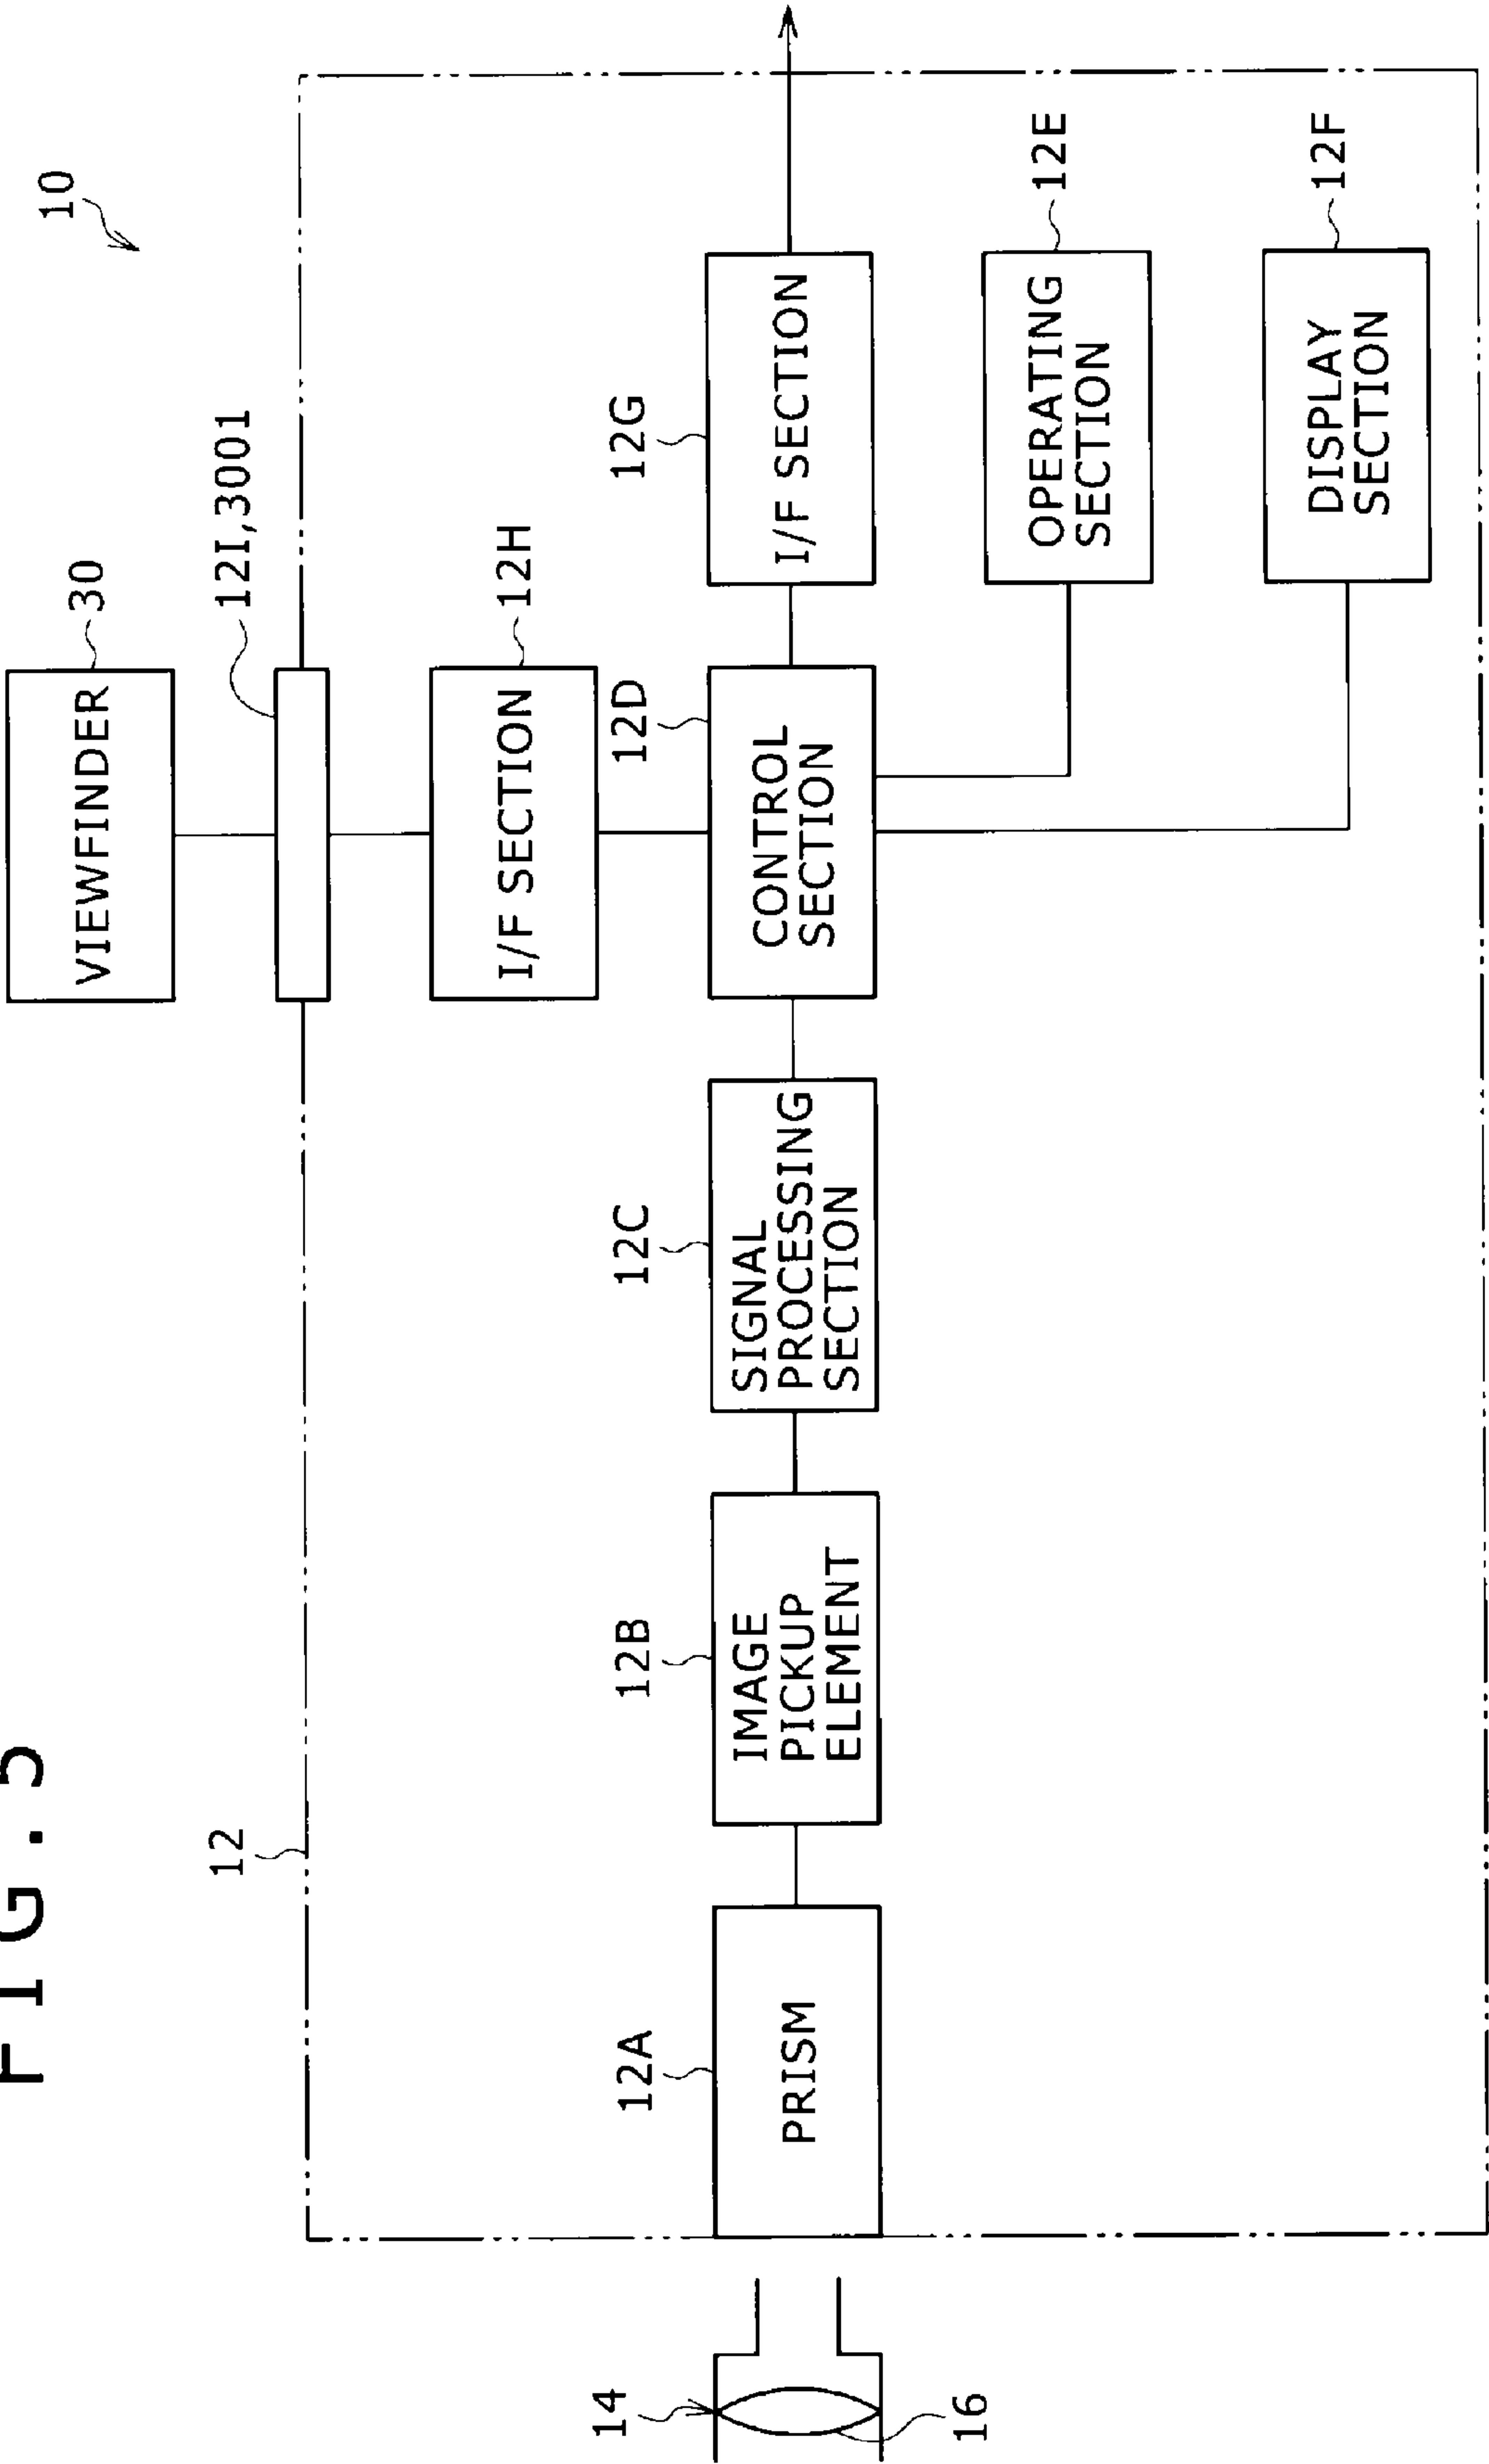 FIG. 5
10
30
VIEWFINDER
12
12I,3001
I/F SECTION
12H
14
16
12A
PRISM
12B
IMAGE
PICKUP
ELEMENT
12C
SIGNAL
PROCESSING
SECTION
12D
CONTROL
SECTION
12G
I/F SECTION
OPERATING
SECTION
12E
DISPLAY
SECTION
12F